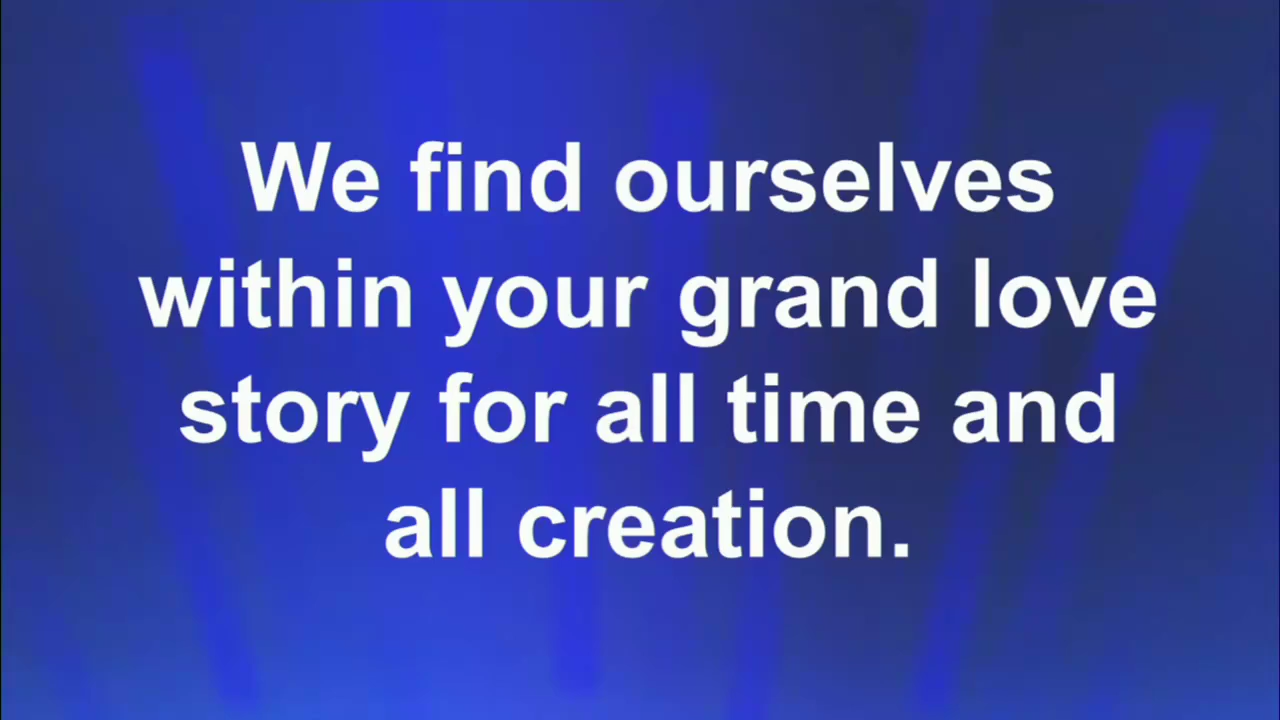 We find ourselves
within your grand love
story for all time and
all creation.